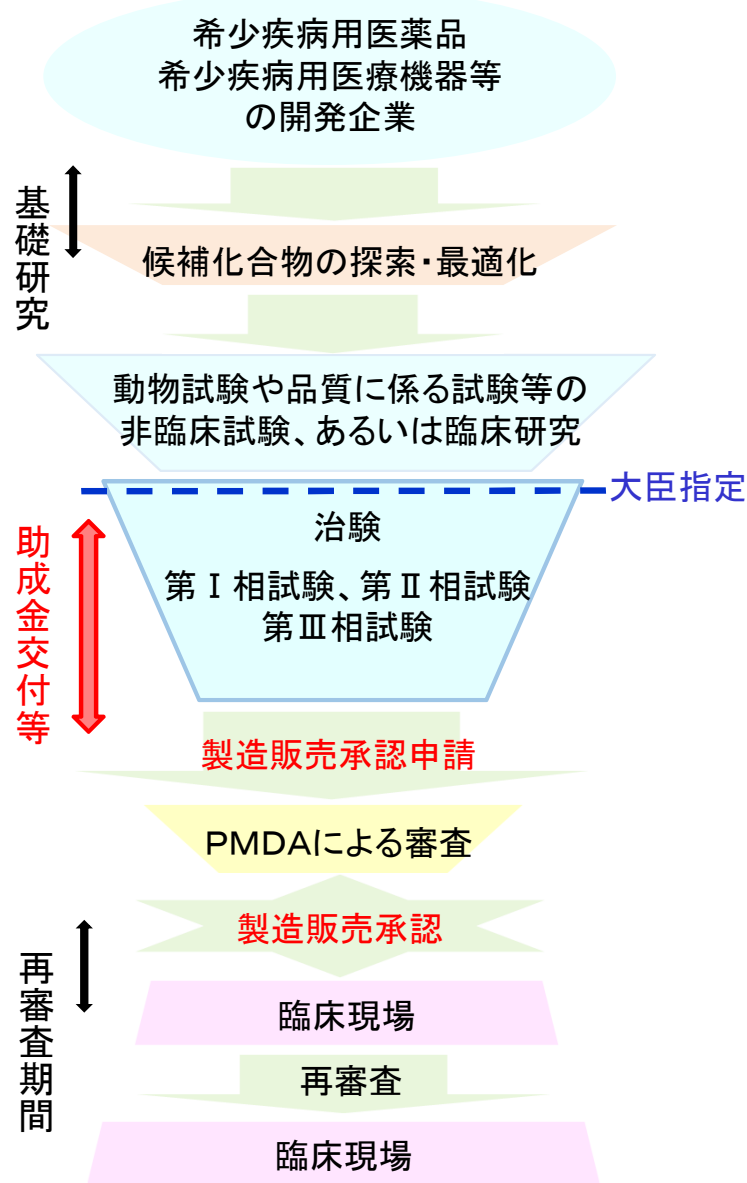 希少疾病用医薬品
希少疾病用医療機器等
の開発企業
基礎研究
候補化合物の探索・最適化
動物試験や品質に係る試験等の
非臨床試験、あるいは臨床研究
大臣指定
助成金交付等
治験
第Ⅰ相試験、第Ⅱ相試験
第Ⅲ相試験
製造販売承認申請
PMDAによる審査
製造販売承認
再審査期間
臨床現場
再審査
臨床現場